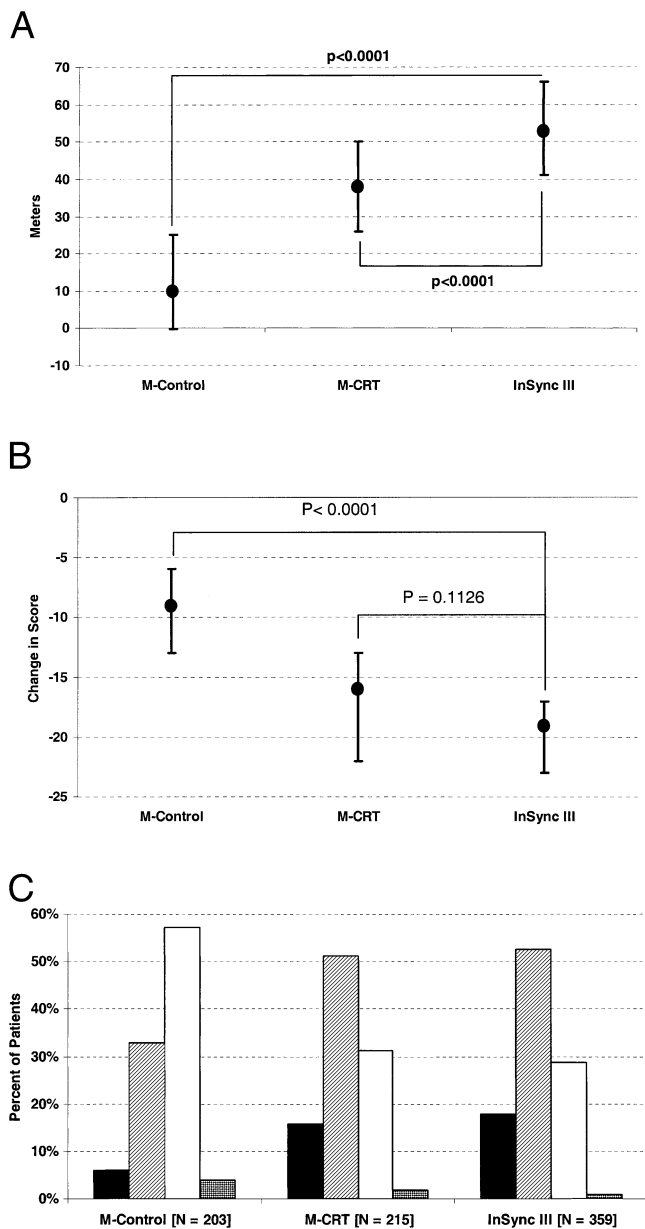 A
p<0.0001
70
60
50
40
30
20
10
0
-10
Meters
p<0.0001
M-Control M-CRT InSync III
B
0
-5
-10
-15
-20
-25
Change in Score
P< 0.0001
P = 0.1126
M-Control M-CRT InSync III
C
60%
50%
40%
30%
20%
10%
0%
Percent of Patients
M-Control [N = 203] M-CRT [N = 215] InSync III [N = 359]